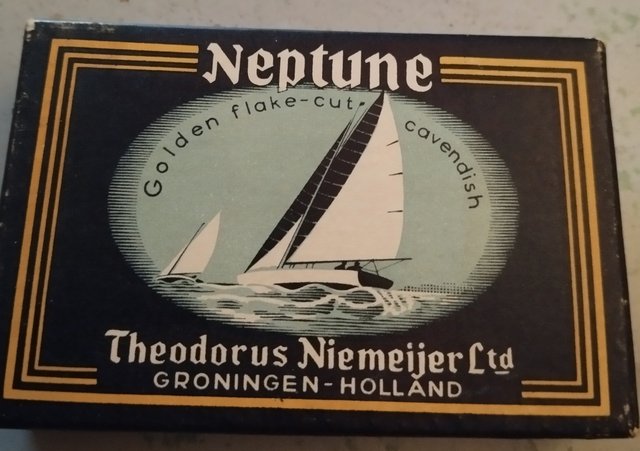 Neptune
Golden flake-cut cavendish
Theodorus Niemeijer Ltd
GRONINGEN-HOLLAND